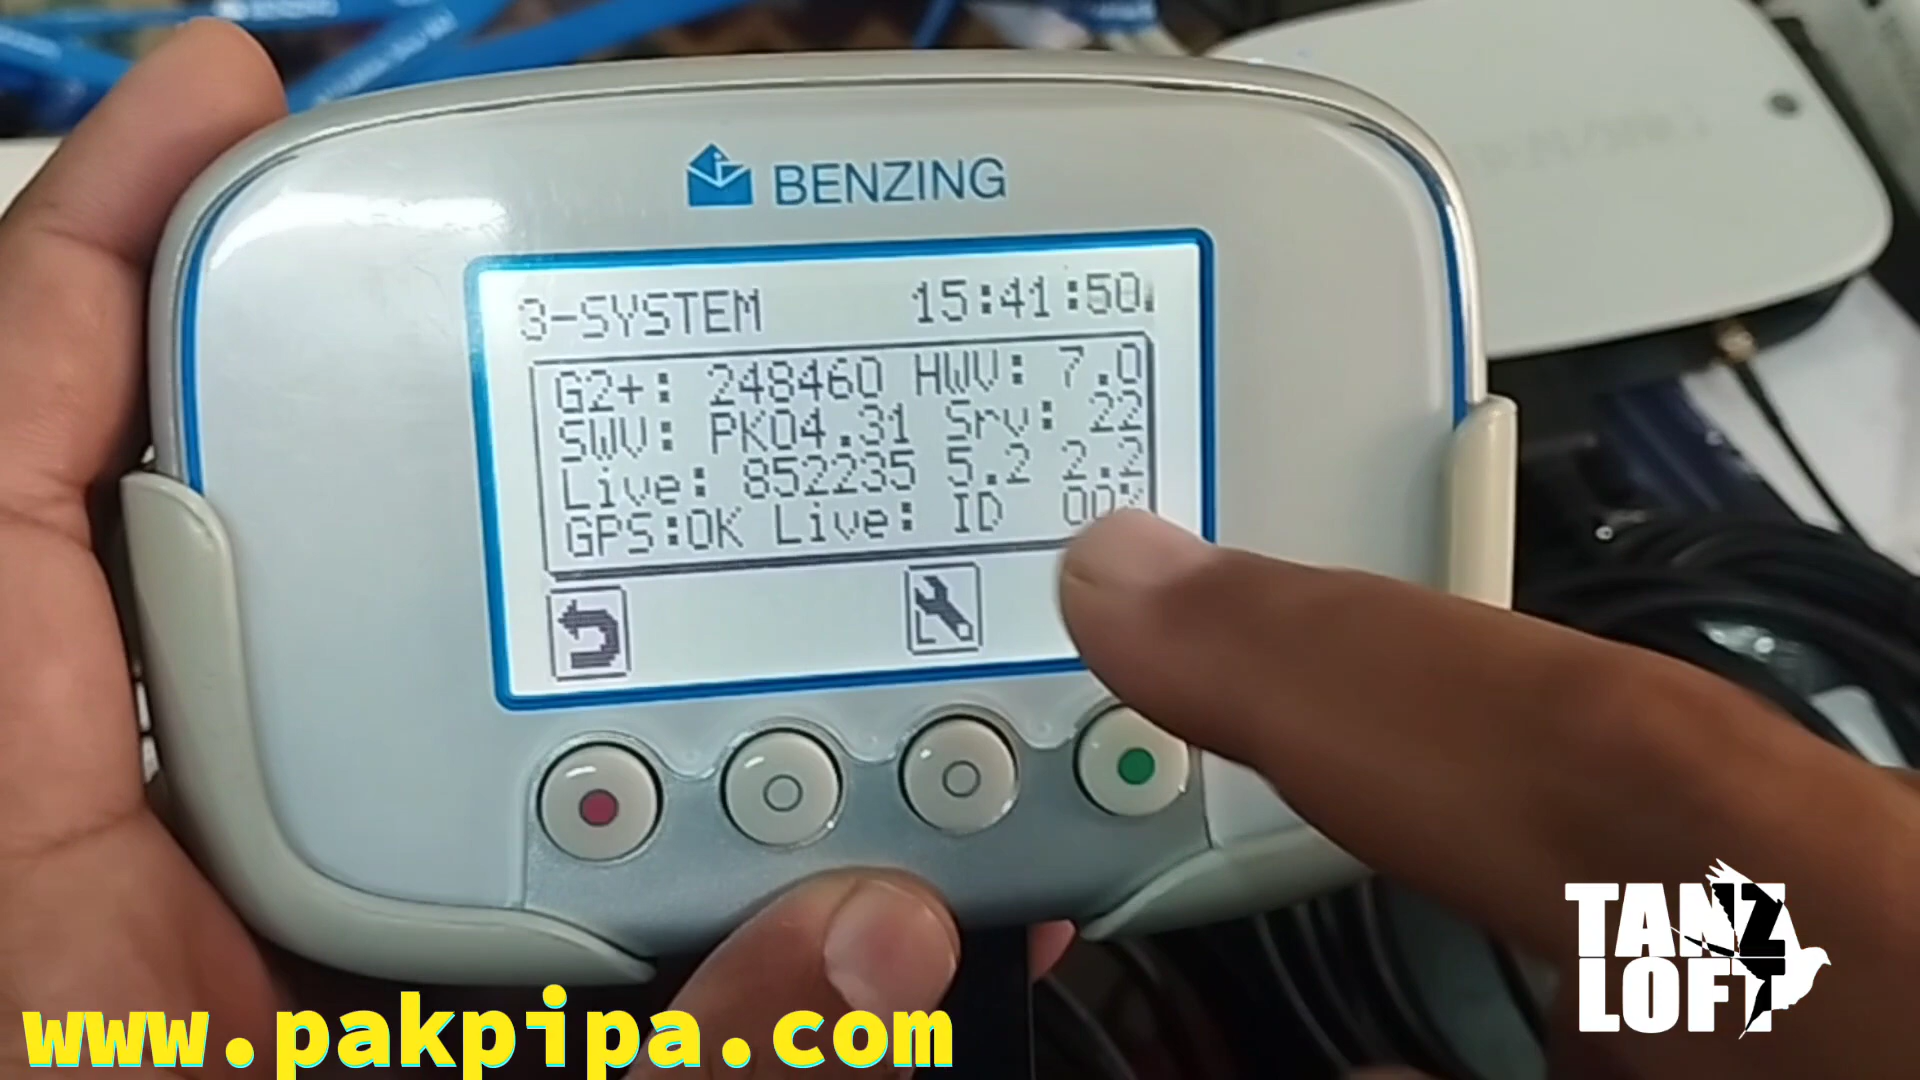 BENZING
3-SYSTEM 15:41:50
G2+: 248460 HWV: 7.0
SWV: PK04.31 Srv: 22
Live: 852235 5.2 2.2
GPS:OK Live: ID 00%
www.pakpipa.com
TANZ
LOFT